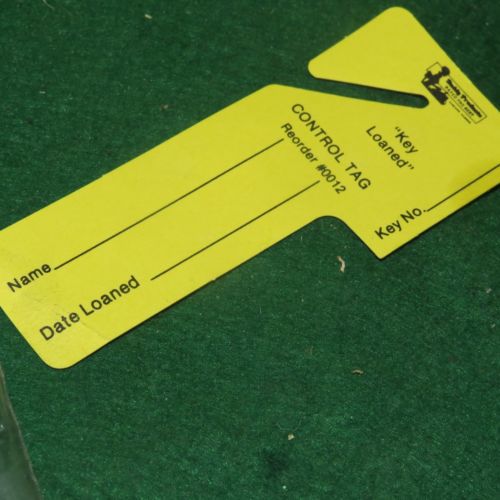 "Key
Loaned"
Key No.
CONTROL TAG
Reorder #0012
Name
Date Loaned